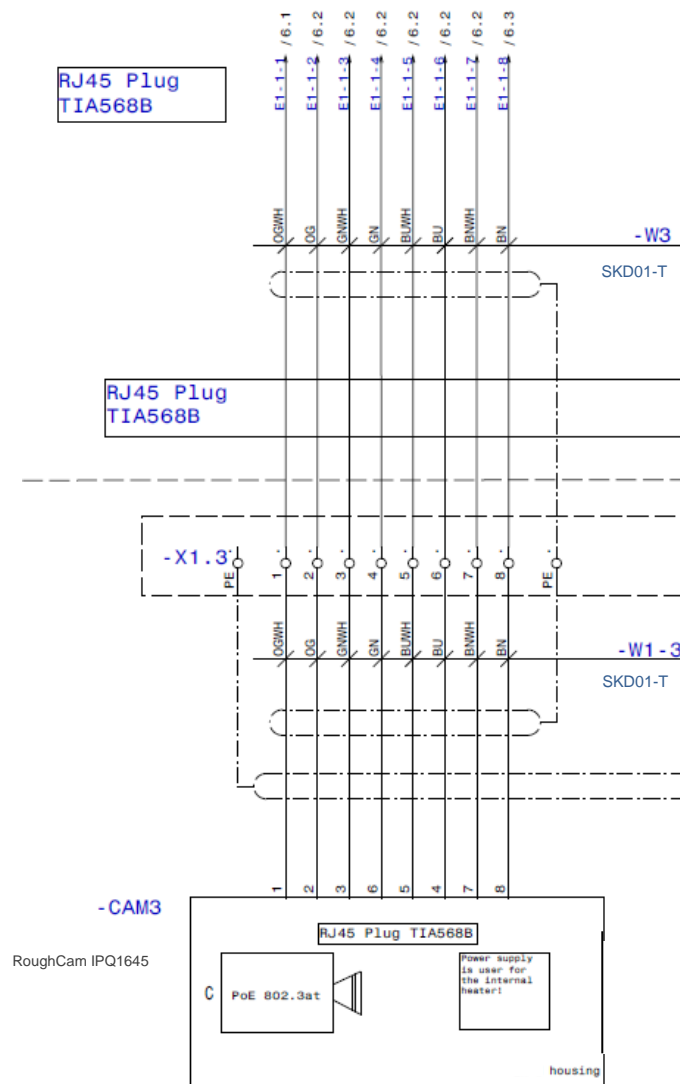 /6.1 /6.2 /6.2 /6.2 /6.2 /6.2 /6.2 /6.3
E1-1-1 E1-1-2 E1-1-3 E1-1-4 E1-1-5 E1-1-6 E1-1-7 E1-1-8
RJ45 Plug
TIA568B
OGWH OG GNWH GN BUWH BU BNWH BN
-W3
SKD01-T
RJ45 Plug
TIA568B
-X1.3
PE 1 2 3 4 5 6 7 8 PE
OGWH OG GNWH GN BUWH BU BNWH BN
-W1-3
SKD01-T
1 2 3 6 5 4 7 8
-CAM3
RJ45 Plug TIA568B
RoughCam IPQ1645
C
PoE 802.3at
Power supply
is user for
the internal
heater!
housing